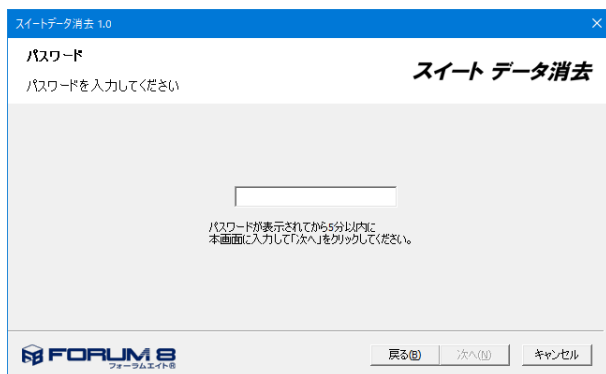 スイートデータ消去 1.0
パスワード
パスワードを入力してください
スイート データ消去
パスワードが表示されてから5分以内に
本画面に入力して「次へ」をクリックしてください。
FORUM 8
フォーラムエイト®
戻る(B)
次へ(N)
キャンセル